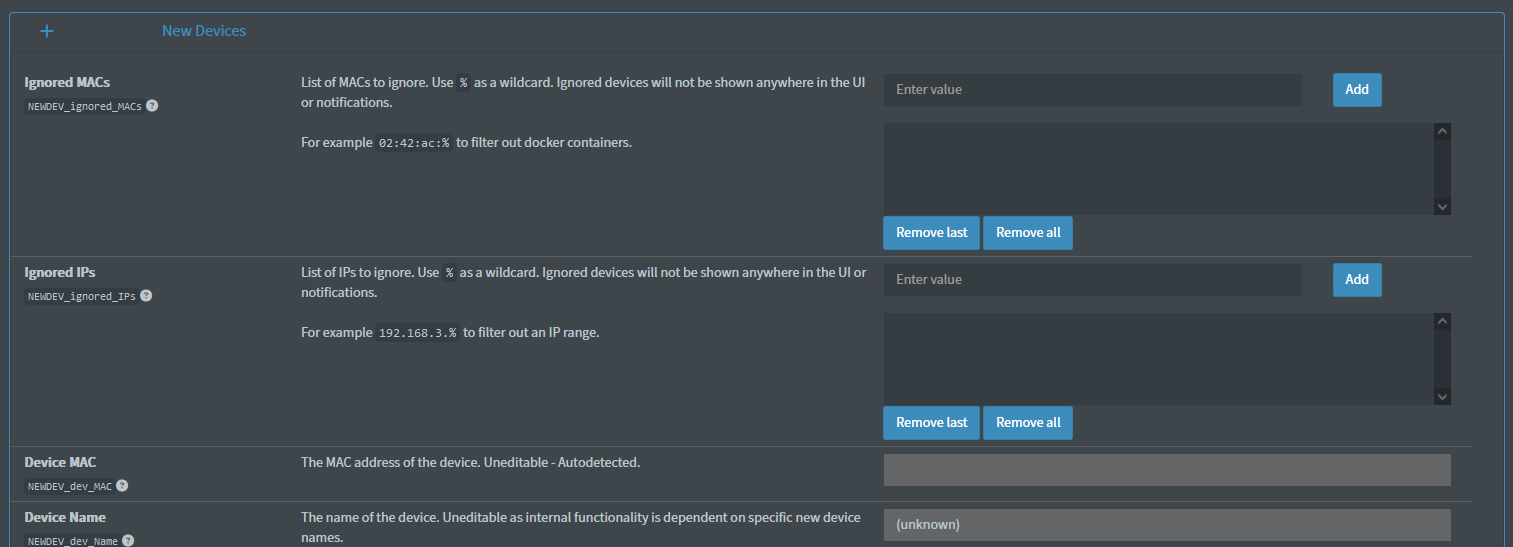 + New Devices
Ignored MACs
NEWDEV_ignored_MACs ?
List of MACs to ignore. Use % as a wildcard. Ignored devices will not be shown anywhere in the UI
or notifications.
For example 02:42:ac:% to filter out docker containers.
Enter value
Add
Remove last Remove all
Ignored IPs
NEWDEV_ignored_IPs ?
List of IPs to ignore. Use % as a wildcard. Ignored devices will not be shown anywhere in the UI or
notifications.
For example 192.168.3.% to filter out an IP range.
Enter value
Add
Remove last Remove all
Device MAC
NEWDEV_dev_MAC ?
The MAC address of the device. Uneditable - Autodetected.
Device Name
NEWDEV_dev_Name ?
The name of the device. Uneditable as internal functionality is dependent on specific new device
names.
(unknown)